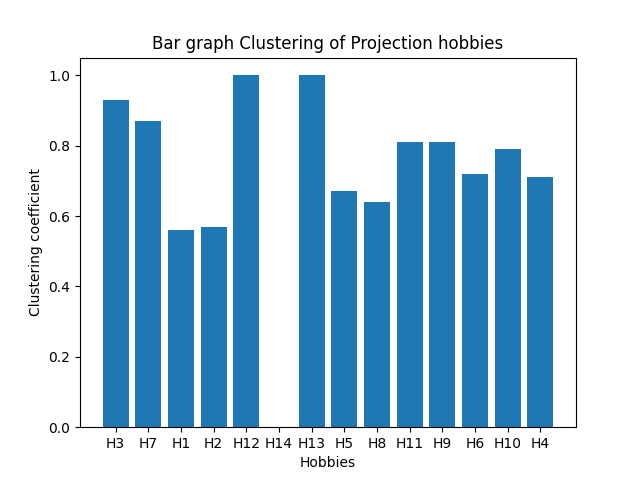 Bar graph Clustering of Projection hobbies
Clustering coefficient
1.0
0.8
0.6
0.4
0.2
0.0
H3 H7 H1 H2 H12 H14 H13 H5 H8 H11 H9 H6 H10 H4
Hobbies